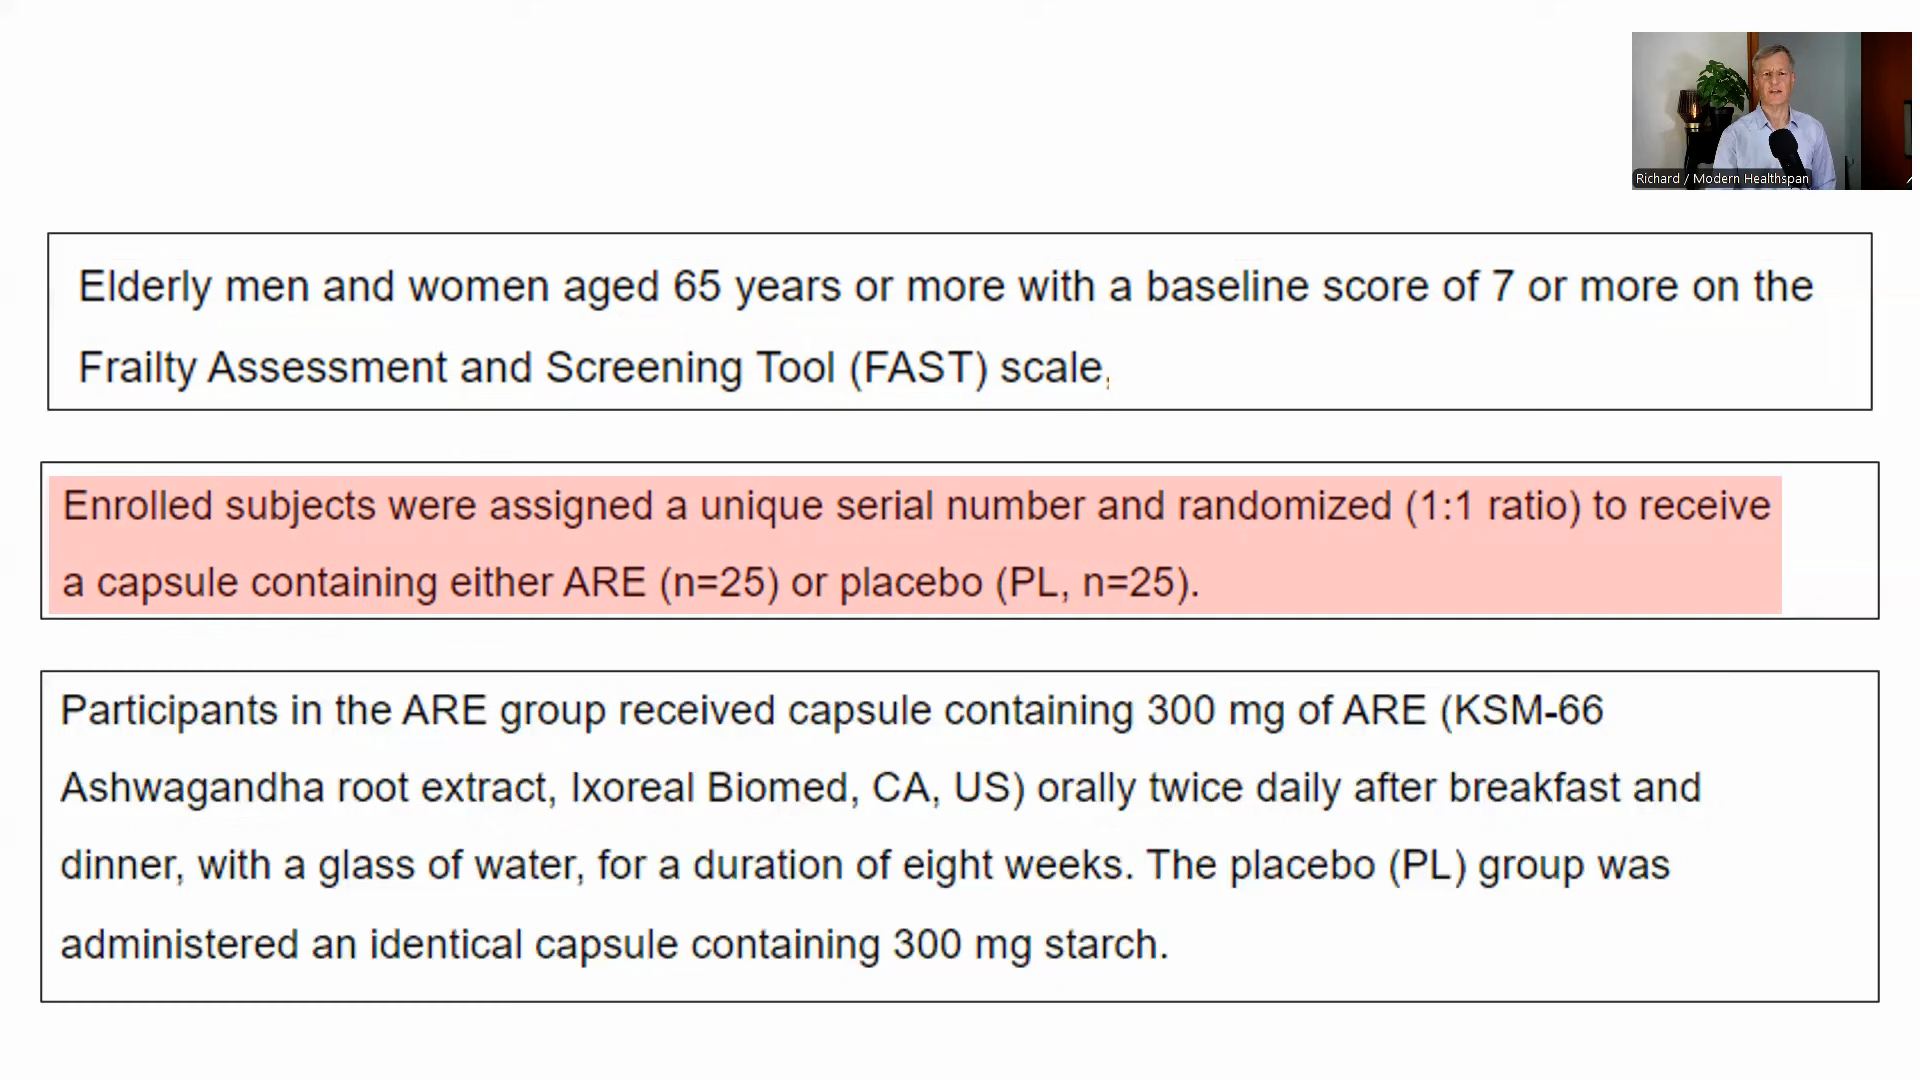 Richard / Modern Healthspan
Elderly men and women aged 65 years or more with a baseline score of 7 or more on the
Frailty Assessment and Screening Tool (FAST) scale,
Enrolled subjects were assigned a unique serial number and randomized (1:1 ratio) to receive
a capsule containing either ARE (n=25) or placebo (PL, n=25).
Participants in the ARE group received capsule containing 300 mg of ARE (KSM-66
Ashwagandha root extract, Ixoreal Biomed, CA, US) orally twice daily after breakfast and
dinner, with a glass of water, for a duration of eight weeks. The placebo (PL) group was
administered an identical capsule containing 300 mg starch.